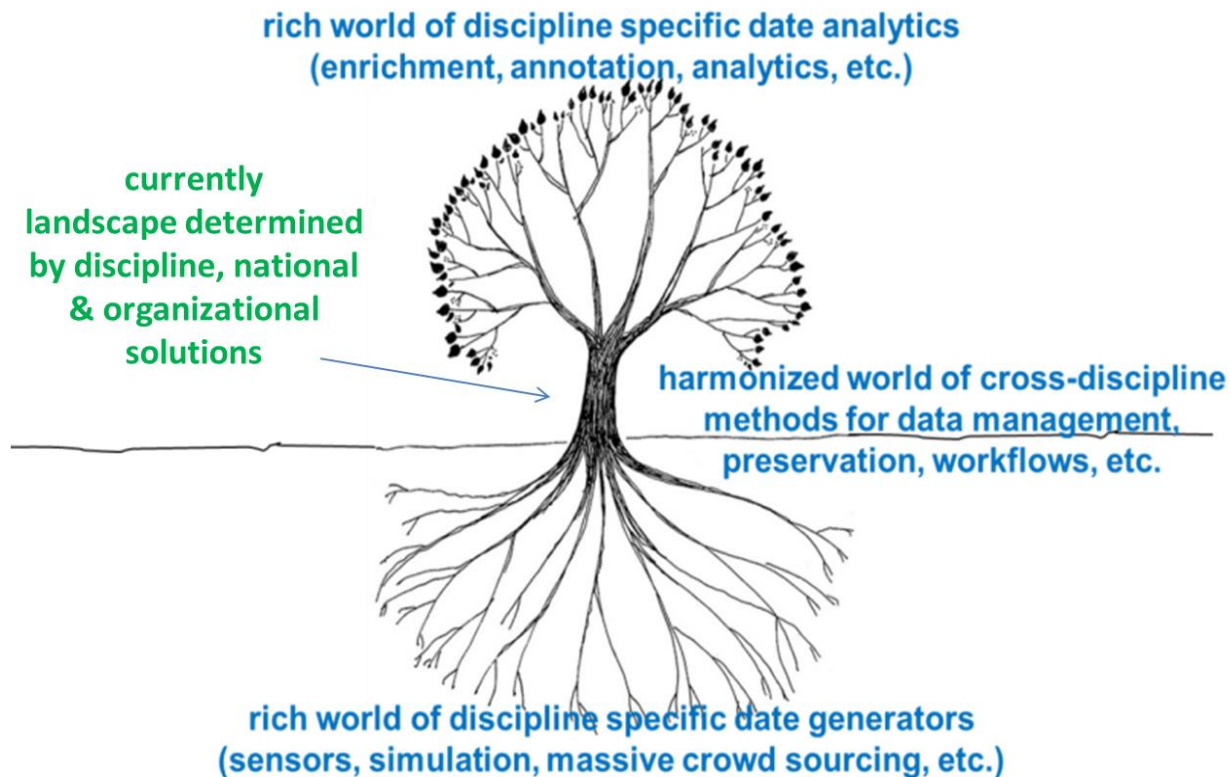 rich world of discipline specific date analytics
(enrichment, annotation, analytics, etc.)
currently
landscape determined
by discipline, national
& organizational
solutions
harmonized world of cross-discipline
methods for data management,
preservation, workflows, etc.
rich world of discipline specific date generators
(sensors, simulation, massive crowd sourcing, etc.)